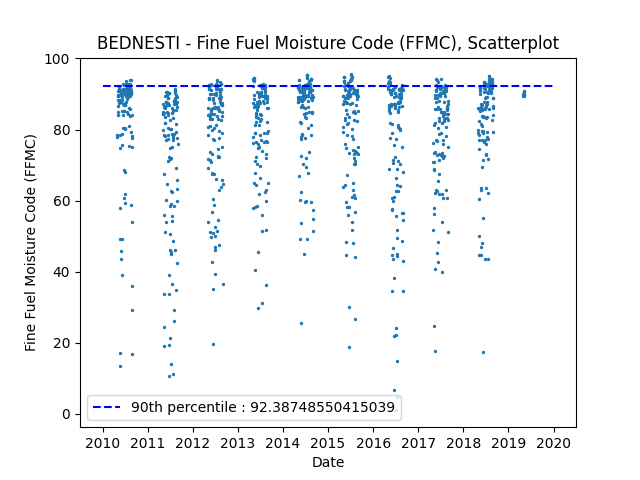 BEDNESTI - Fine Fuel Moisture Code (FFMC), Scatterplot
Fine Fuel Moisture Code (FFMC)
100
80
60
40
20
0
90th percentile : 92.38748550415039
2010 2011 2012 2013 2014 2015 2016 2017 2018 2019 2020
Date